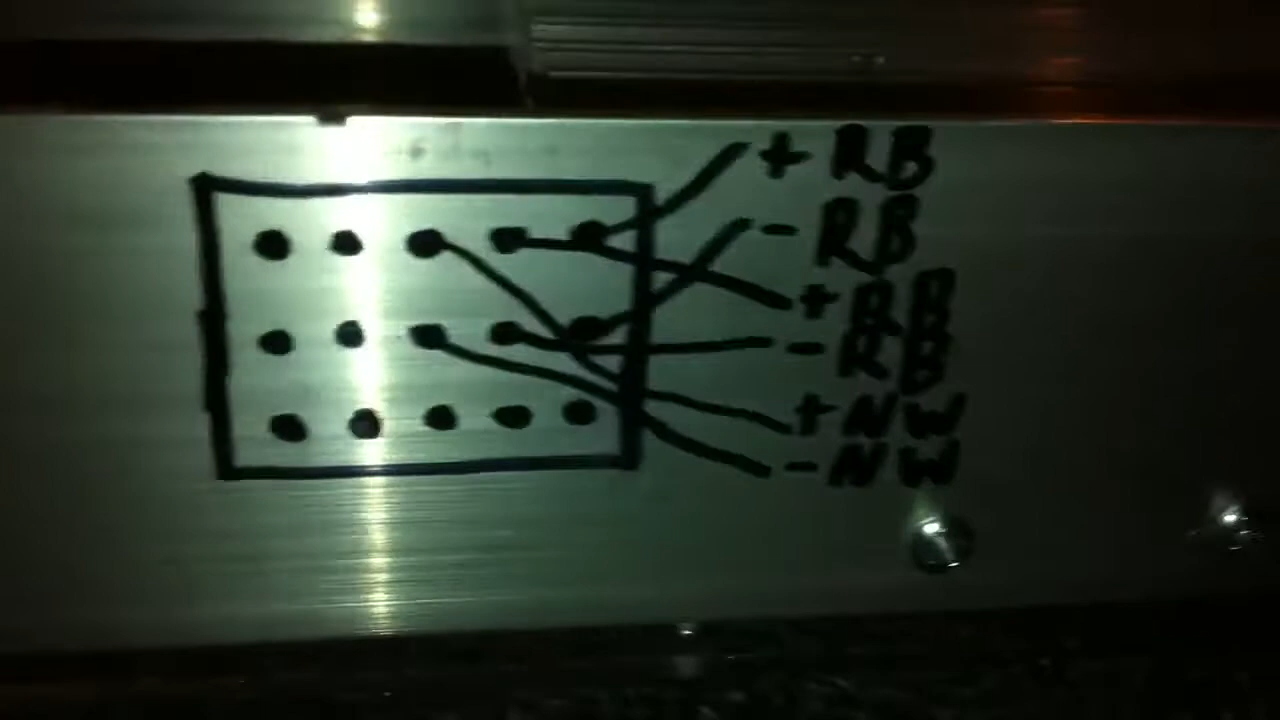 + RB
- RB
+ RB
- RB
+ NW
- NW